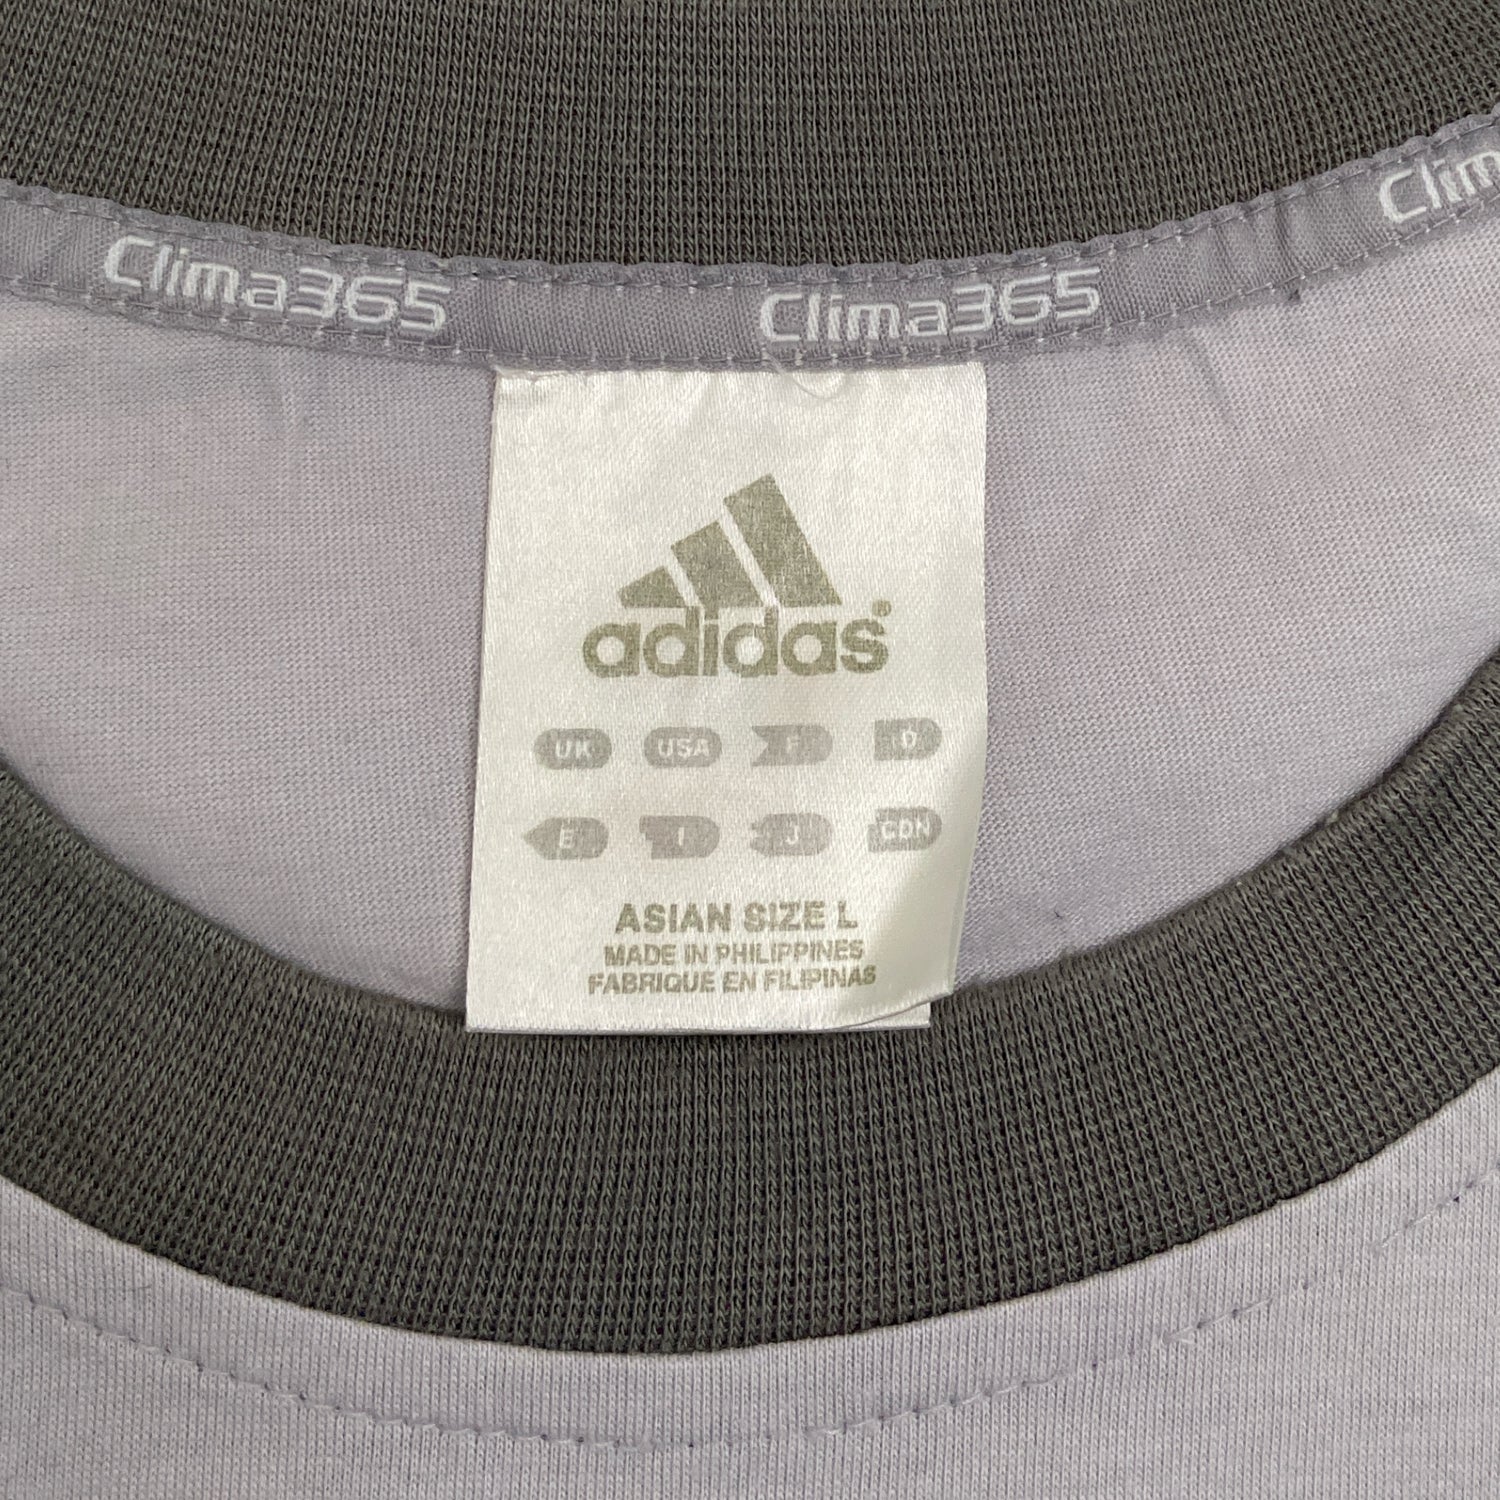 Clima365
Clima365
Clim
adidas®
UK USA F D
E I J CDN
ASIAN SIZE L
MADE IN PHILIPPINES
FABRIQUE EN FILIPINAS